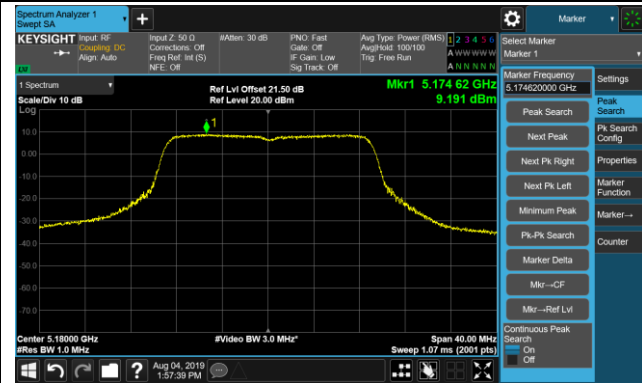 Spectrum Analyzer 1
Swept SA
Marker
KEYSIGHT
Input: RF
Coupling: DC
Align: Auto
Input Z: 50 Ω
Corrections: Off
Freq Ref: Int (S)
NFE: Off
#Atten: 30 dB
PNO: Fast
Gate: Off
IF Gain: Low
Sig Track: Off
Avg Type: Power (RMS)
Avg|Hold: 100/100
Trig: Free Run
1 2 3 4 5 6
A W W W W W
A N N N N N
Select Marker
Marker 1
1 Spectrum
Scale/Div 10 dB
Log
Ref Lvl Offset 21.50 dB
Ref Level 20.00 dBm
Mkr1 5.174 62 GHz
9.191 dBm
1
10.0
0.00
-10.0
-20.0
-30.0
-40.0
-50.0
-60.0
-70.0
Center 5.18000 GHz
#Res BW 1.0 MHz
#Video BW 3.0 MHz*
Span 40.00 MHz
Sweep 1.07 ms (2001 pts)
Marker Frequency
5.174620000 GHz
Peak Search
Next Peak
Next Pk Right
Next Pk Left
Minimum Peak
Pk-Pk Search
Marker Delta
Mkr→CF
Mkr→Ref Lvl
Continuous Peak
Search
On
Off
Settings
Peak
Search
Pk Search
Config
Properties
Marker
Function
Marker→
Counter
?
Aug 04, 2019
1:57:39 PM